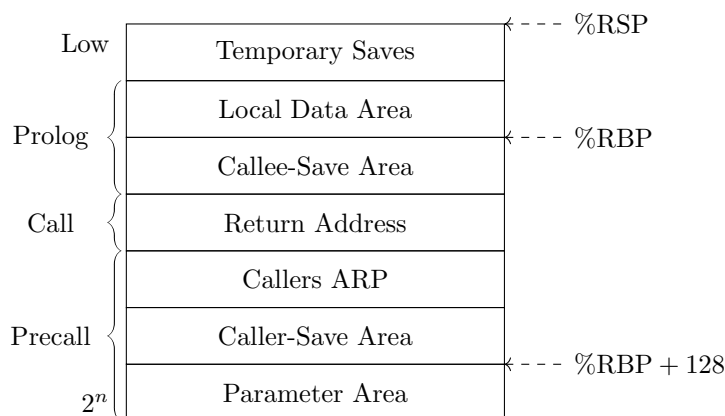 %RSP
Low
Temporary Saves
Local Data Area
Prolog
%RBP
Callee-Save Area
Call
Return Address
Callers ARP
Precall
Caller-Save Area
%RBP + 128
2ⁿ
Parameter Area